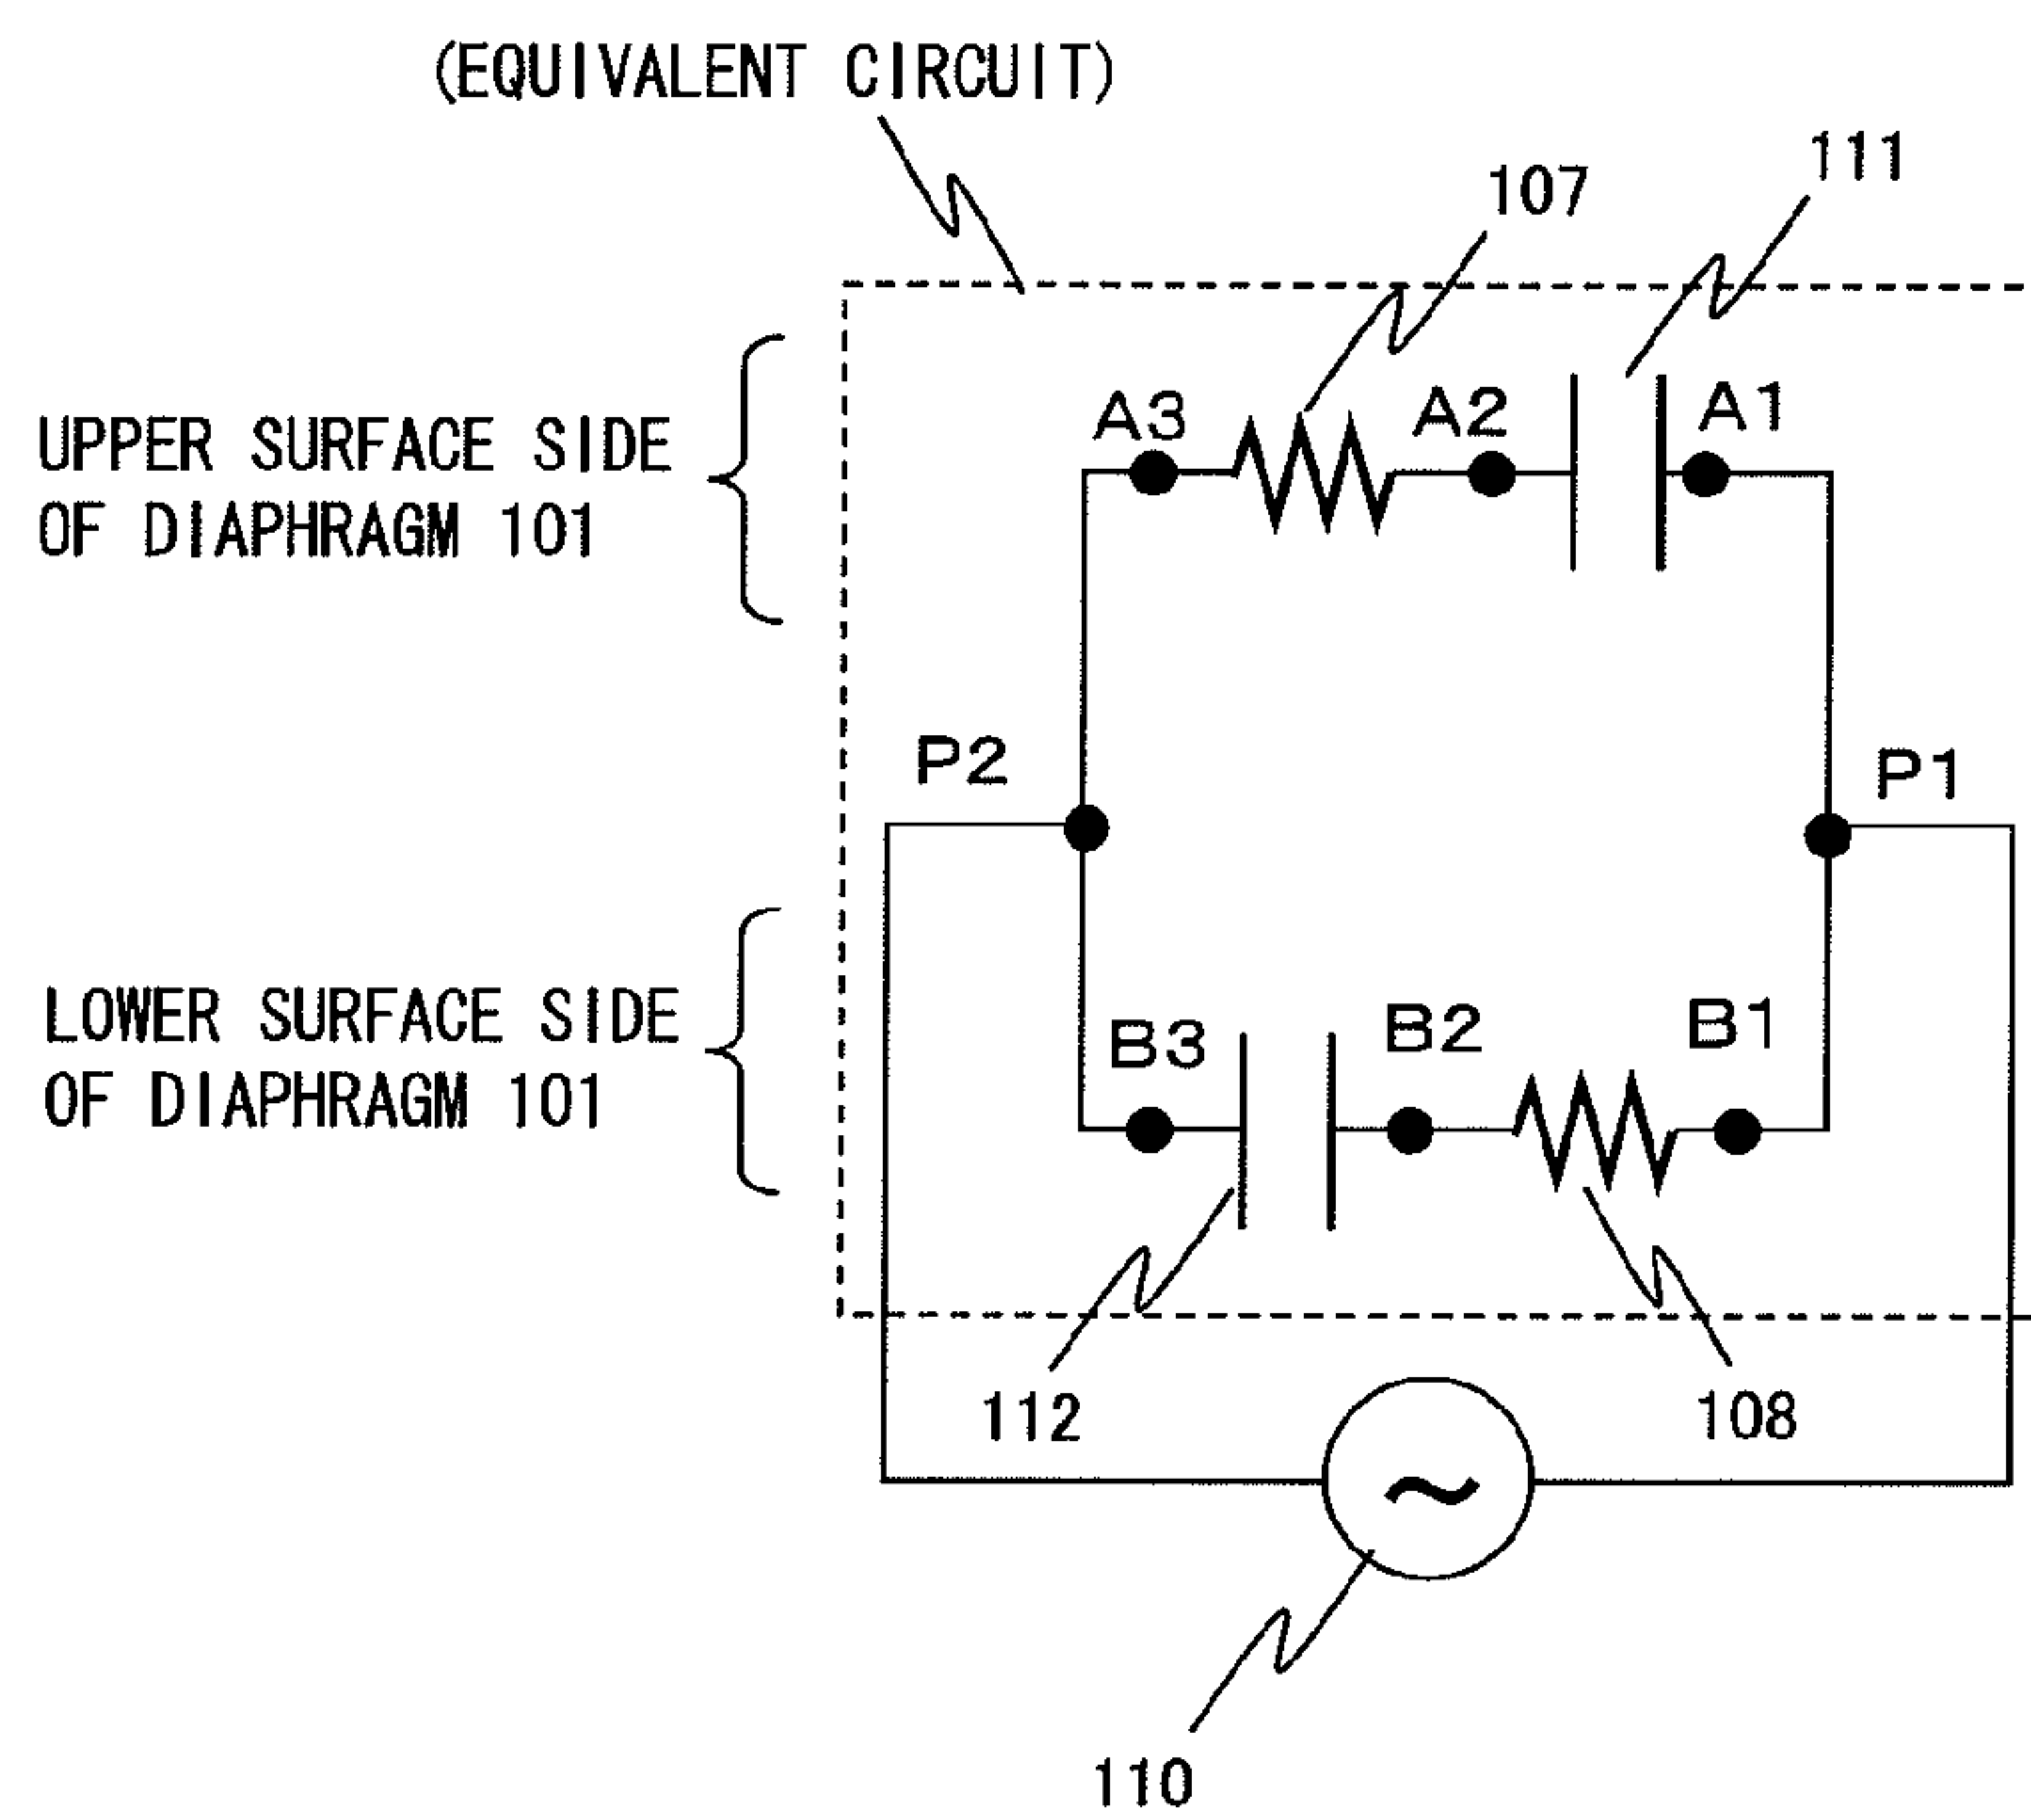 (EQUIVALENT CIRCUIT)
111
107
A3
A2
A1
UPPER SURFACE SIDE
OF DIAPHRAGM 101
P2
P1
LOWER SURFACE SIDE
OF DIAPHRAGM 101
B3
B2
B1
112
108
~
110